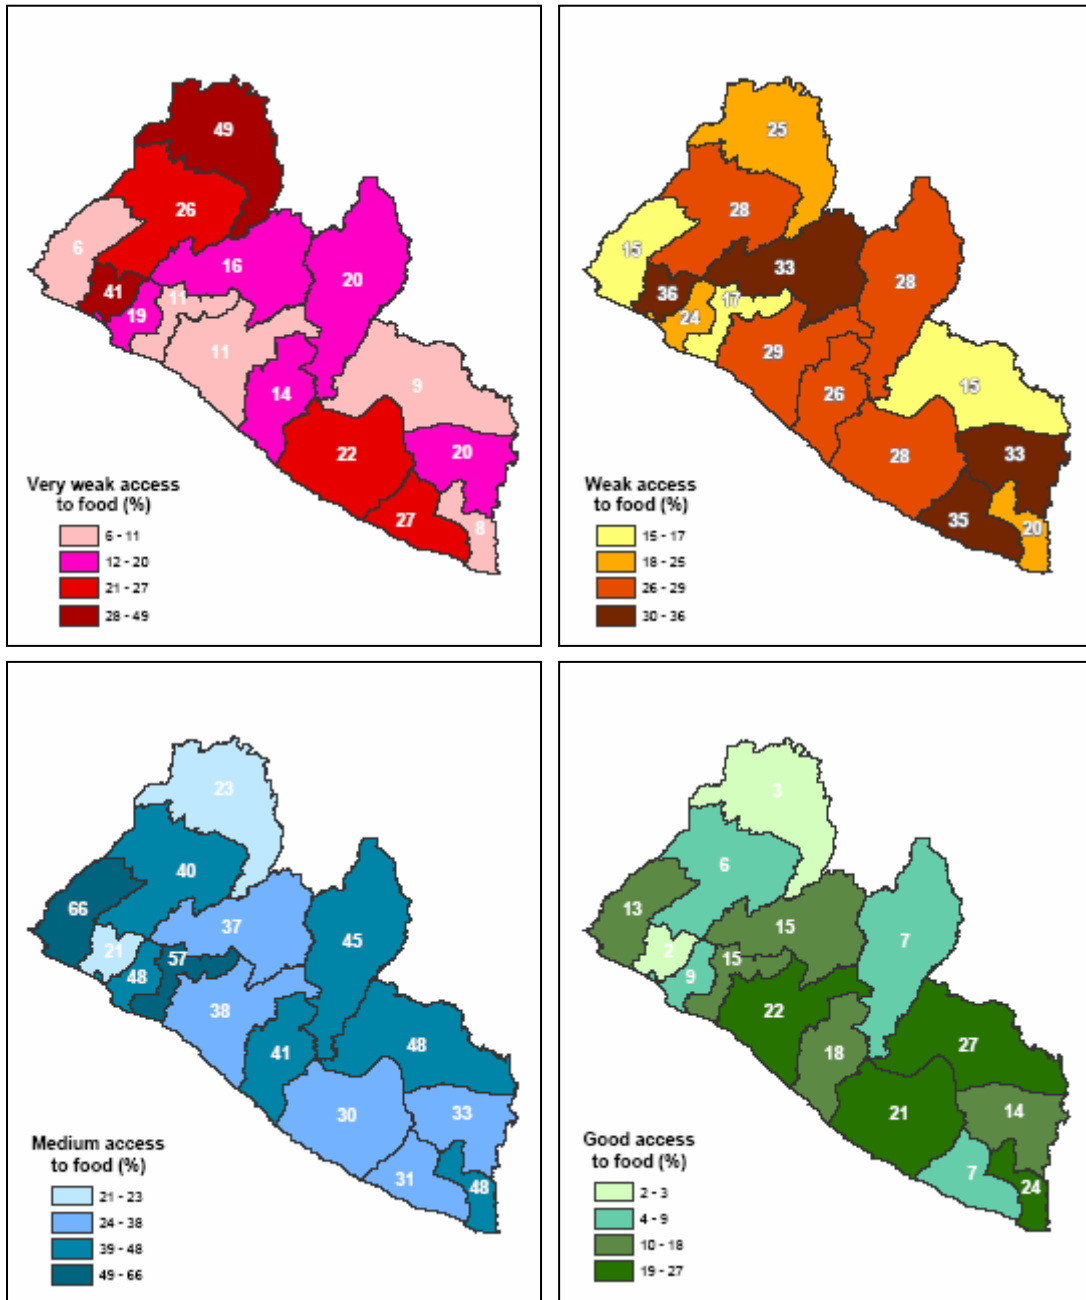 49
26
6
16
20
41
11
19
11
9
14
20
22
27
8
Very weak access
to food (%)
6 - 11
12 - 20
21 - 27
28 - 49
25
28
15
33
28
36
17
24
29
15
26
33
28
35
20
Weak access
to food (%)
15 - 17
18 - 25
26 - 29
30 - 36
23
40
66
37
45
21
57
48
38
48
41
30
33
31
48
Medium access
to food (%)
21 - 23
24 - 38
39 - 48
49 - 66
3
6
13
15
7
2
15
9
22
27
18
21
14
7
24
Good access
to food (%)
2 - 3
4 - 9
10 - 18
19 - 27